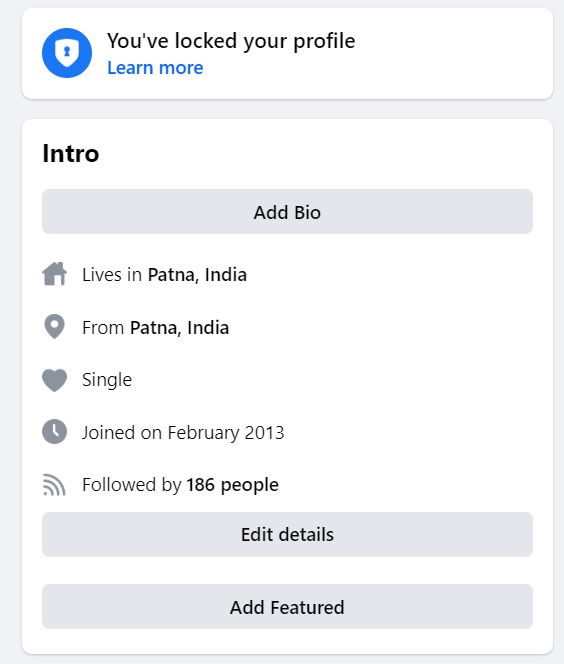 You've locked your profile
Learn more
Intro
Add Bio
Lives in Patna, India
From Patna, India
Single
Joined on February 2013
Followed by 186 people
Edit details
Add Featured